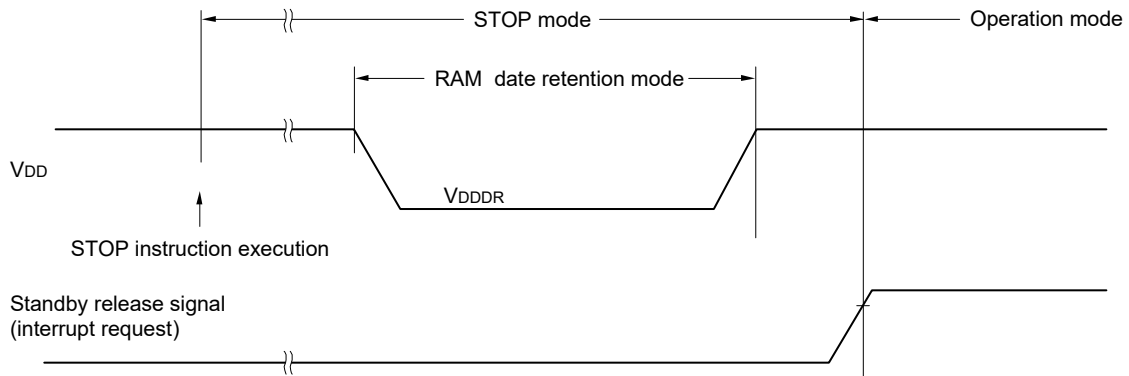 STOP mode
Operation mode
RAM date retention mode
VDD
VDDDR
STOP instruction execution
Standby release signal
(interrupt request)